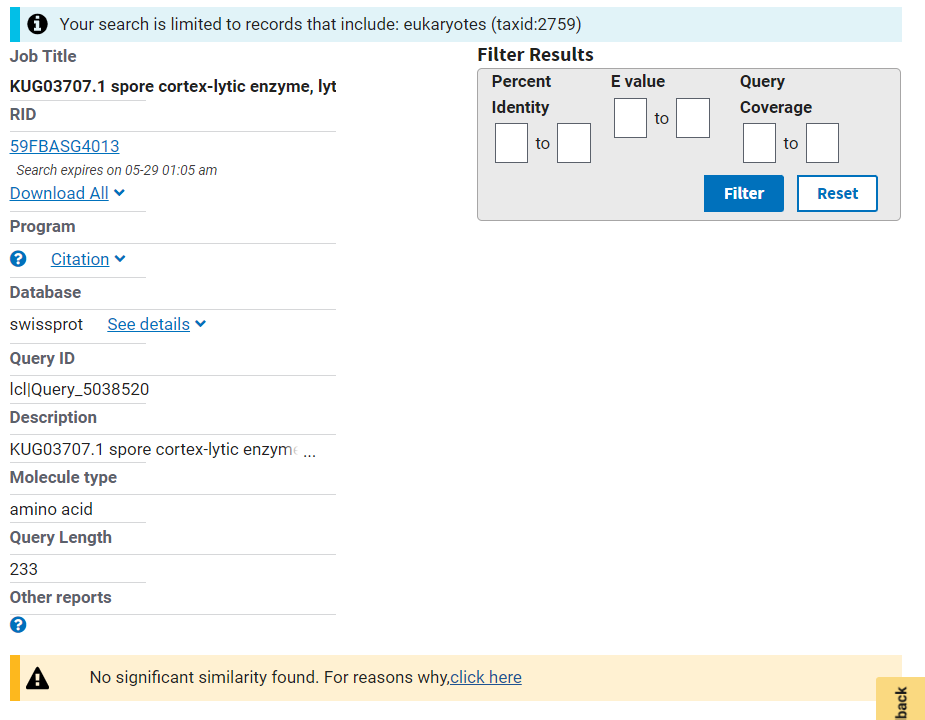 Your search is limited to records that include: eukaryotes (taxid:2759)
Job Title
KUG03707.1 spore cortex-lytic enzyme, lyt
RID
59FBASG4013
Search expires on 05-29 01:05 am
Download All
Program
Citation
Database
swissprot See details
Query ID
lcl|Query_5038520
Description
KUG03707.1 spore cortex-lytic enzyme ...
Molecule type
amino acid
Query Length
233
Other reports
Filter Results
Percent Identity
to
E value
to
Query Coverage
to
Filter Reset
No significant similarity found. For reasons why,click here
back